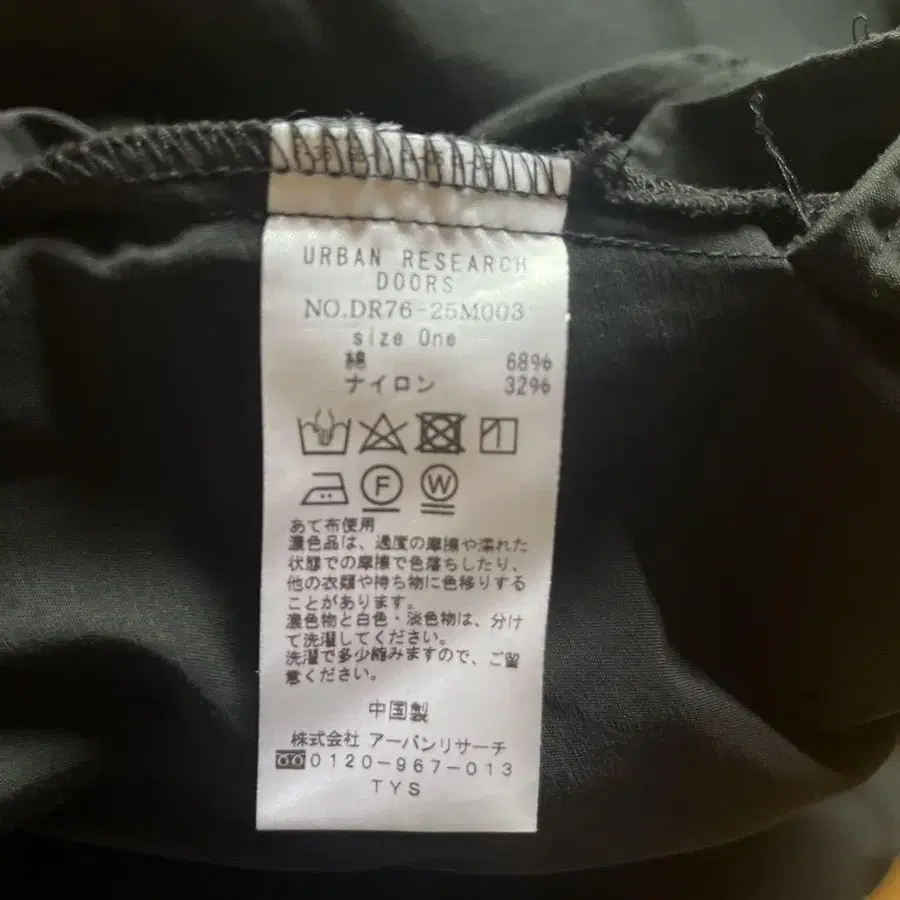 URBAN RESEARCH
DOORS
NO.DR76-25M003
size One
綿 68%
ナイロン 32%
F W
あて布使用
濃色品は、過度の摩擦や濡れた
状態での摩擦で色落ちしたり、
他の衣類や持ち物に色移りする
ことがあります。
濃色物と白色・淡色物は、分け
て洗濯してください。
洗濯で多少縮みますので、ご留
意ください。
中国製
株式会社 アーバンリサーチ
0120-967-013
TYS